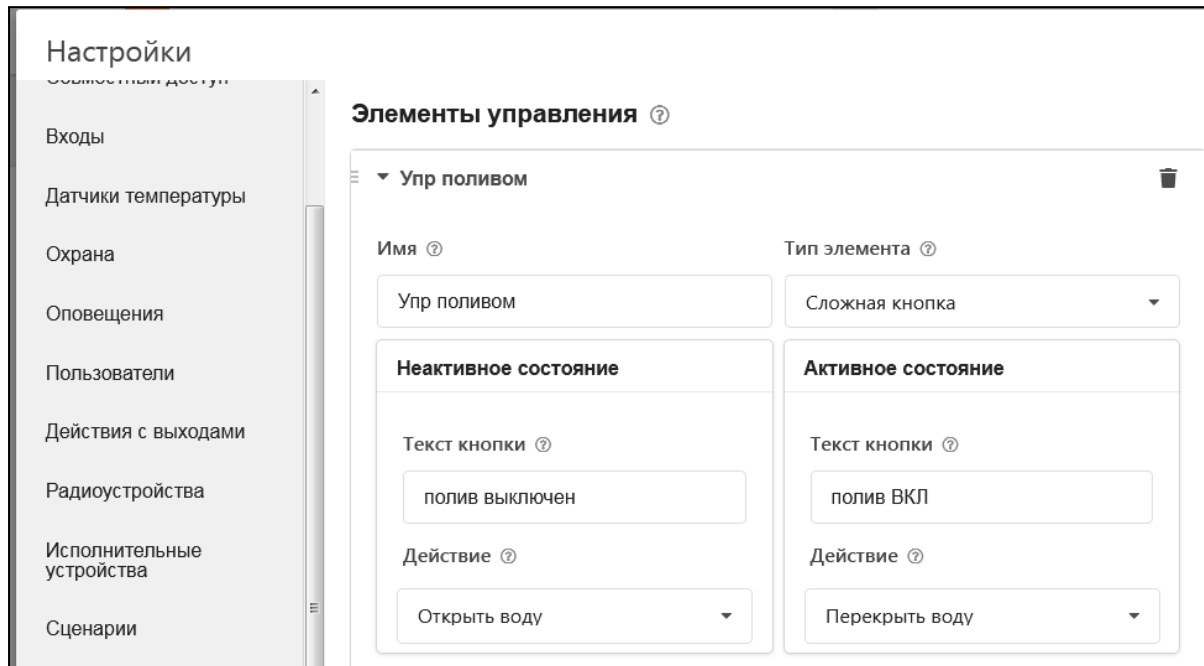 Настройки
Совместный доступ
Входы
Датчики температуры
Охрана
Оповещения
Пользователи
Действия с выходами
Радиоустройства
Исполнительные
устройства
Сценарии
Элементы управления
Упр поливом
Имя
Тип элемента
Упр поливом
Сложная кнопка
Неактивное состояние
Активное состояние
Текст кнопки
Текст кнопки
полив выключен
полив ВКЛ
Действие
Действие
Открыть воду
Перекрыть воду